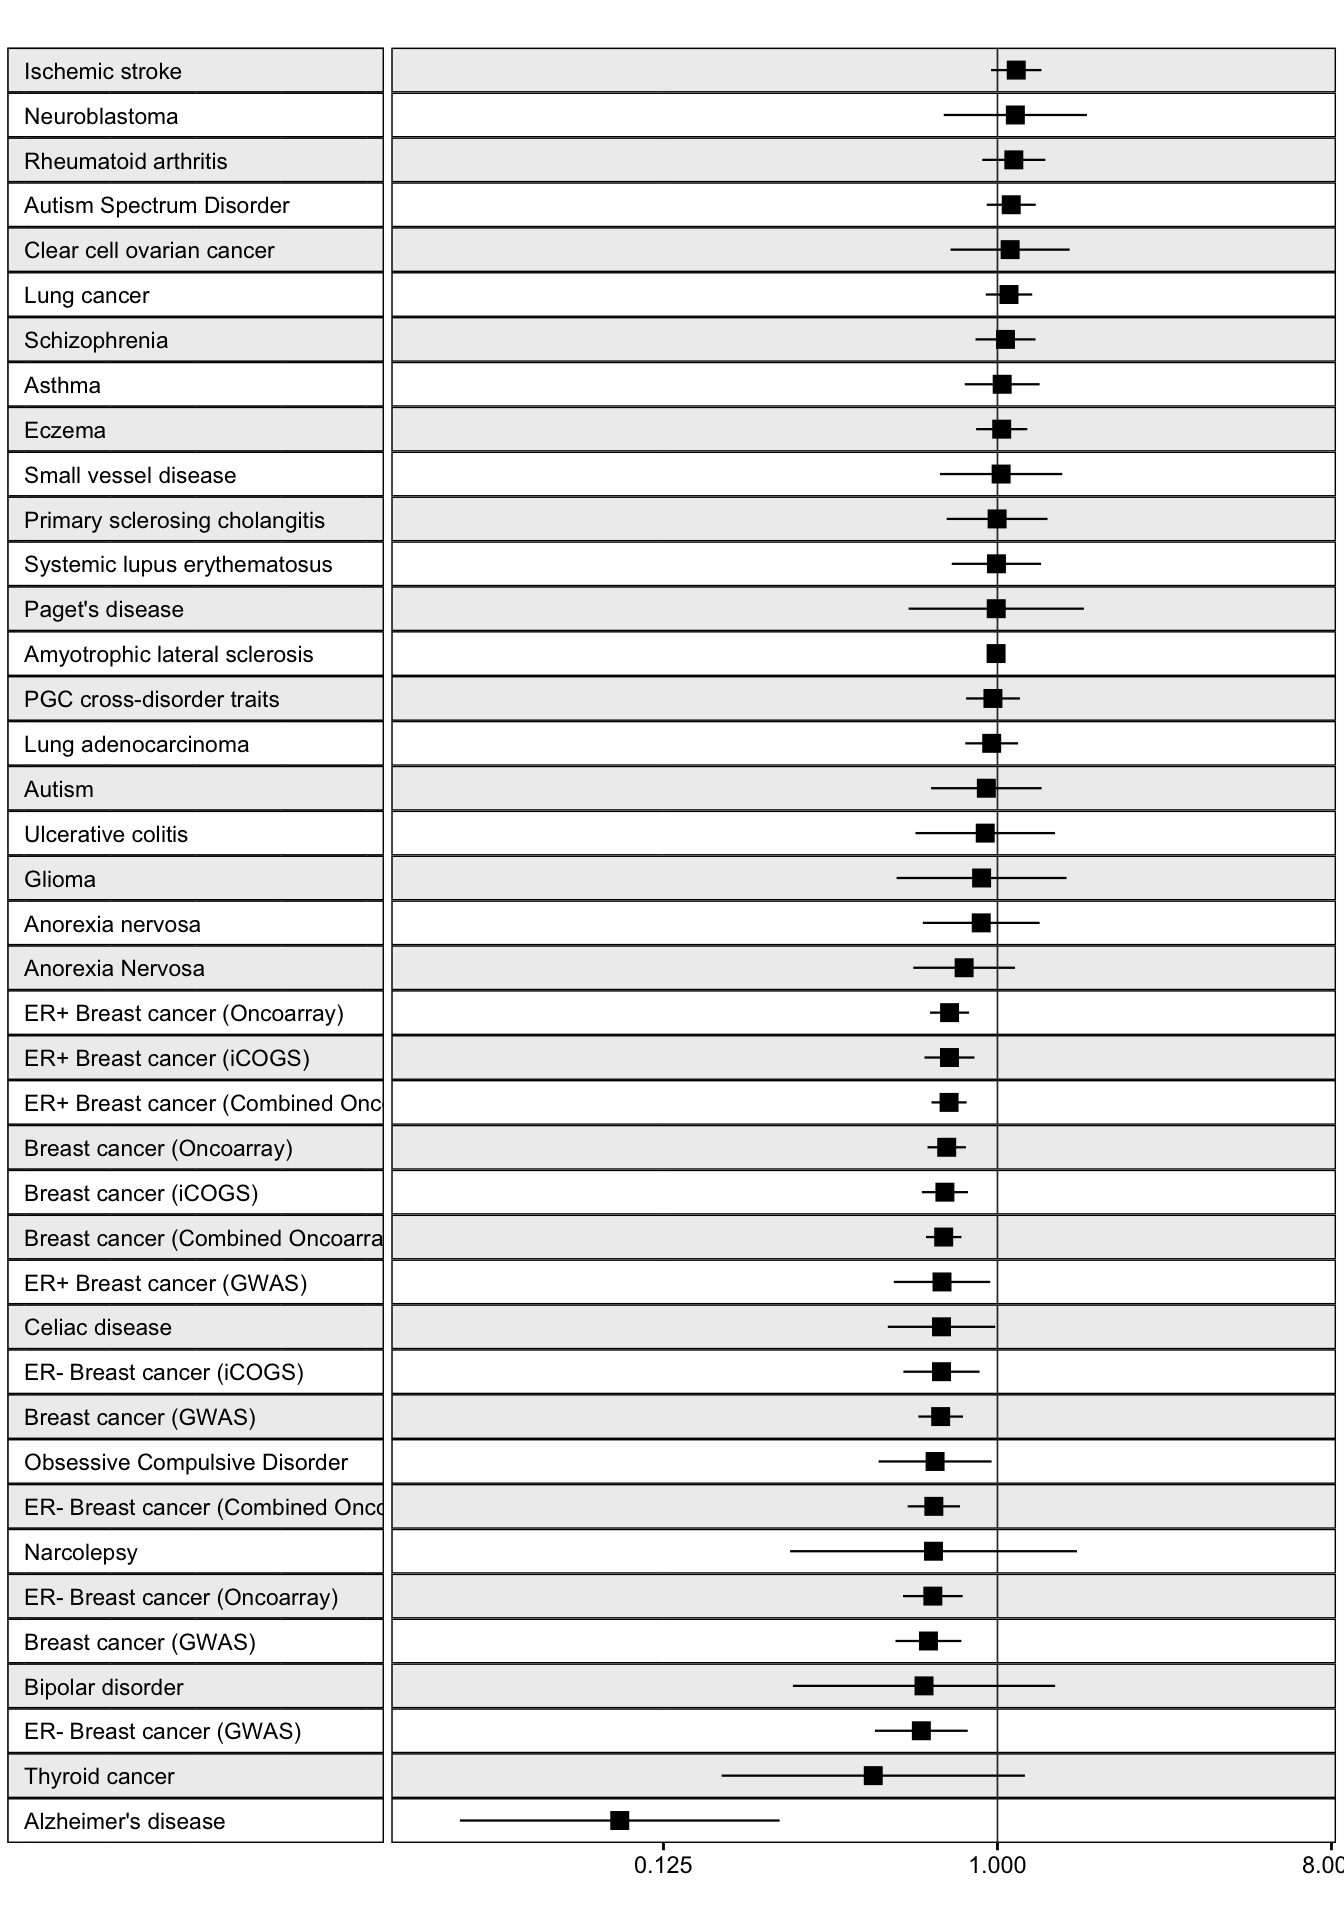 Ischemic stroke
Neuroblastoma
Rheumatoid arthritis
Autism Spectrum Disorder
Clear cell ovarian cancer
Lung cancer
Schizophrenia
Asthma
Eczema
Small vessel disease
Primary sclerosing cholangitis
Systemic lupus erythematosus
Paget's disease
Amyotrophic lateral sclerosis
PGC cross-disorder traits
Lung adenocarcinoma
Autism
Ulcerative colitis
Glioma
Anorexia nervosa
Anorexia Nervosa
ER+ Breast cancer (Oncoarray)
ER+ Breast cancer (iCOGS)
ER+ Breast cancer (Combined Onc
Breast cancer (Oncoarray)
Breast cancer (iCOGS)
Breast cancer (Combined Oncoarra
ER+ Breast cancer (GWAS)
Celiac disease
ER- Breast cancer (iCOGS)
Breast cancer (GWAS)
Obsessive Compulsive Disorder
ER- Breast cancer (Combined Onco
Narcolepsy
ER- Breast cancer (Oncoarray)
Breast cancer (GWAS)
Bipolar disorder
ER- Breast cancer (GWAS)
Thyroid cancer
Alzheimer's disease
0.125 1.000 8.00